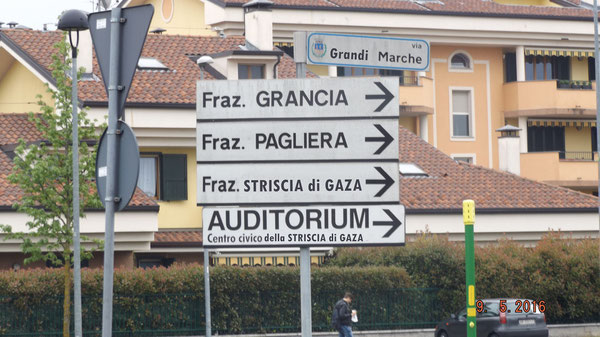 via
Grandi Marche
Fraz. GRANCIA
Fraz. PAGLIERA
Fraz. STRISCIA di GAZA
AUDITORIUM
Centro civico della STRISCIA di GAZA
9. 5. 2016